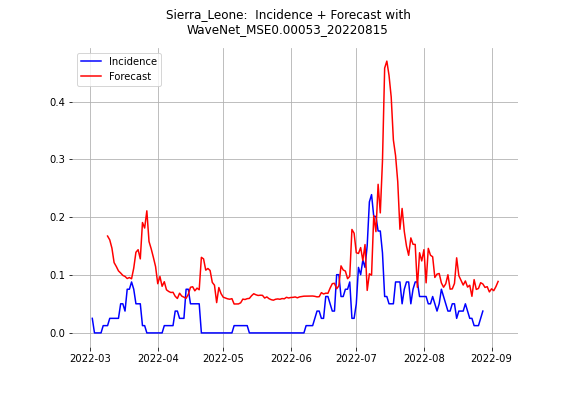 Sierra_Leone:  Incidence + Forecast with
WaveNet_MSE0.00053_20220815
Incidence
Forecast
0.4
0.3
0.2
0.1
0.0
2022-03 2022-04 2022-05 2022-06 2022-07 2022-08 2022-09